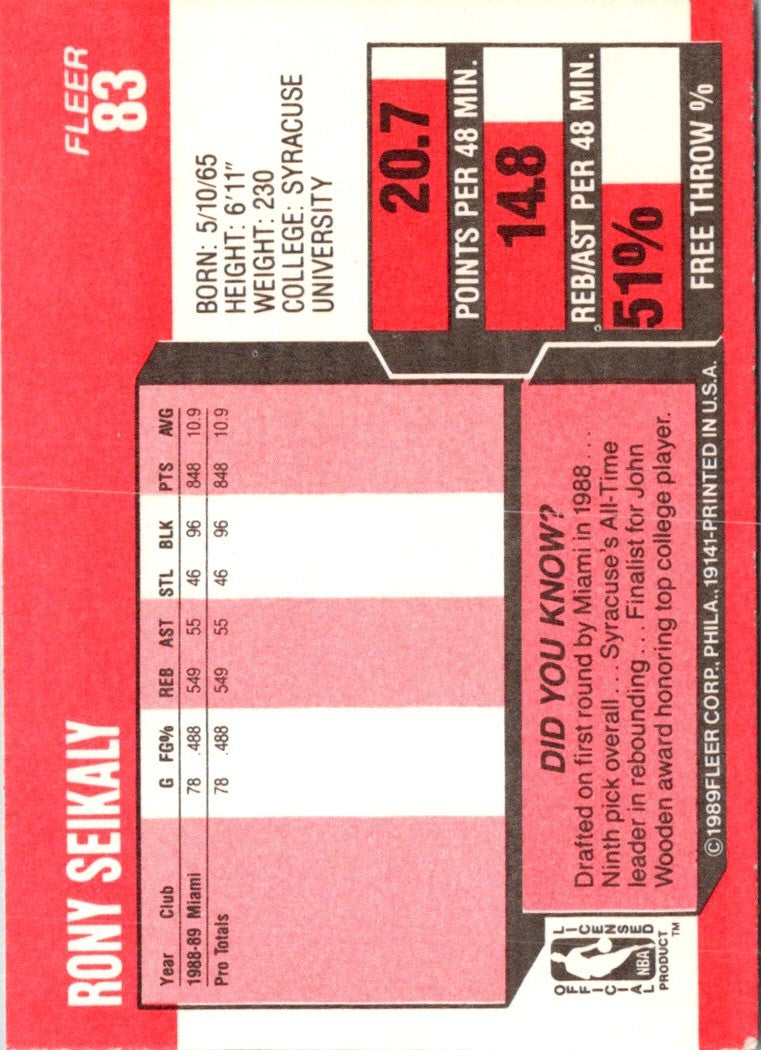 RONY SEIKALY
FLEER
83
BORN: 5/10/65
HEIGHT: 6'11"
WEIGHT: 230
COLLEGE: SYRACUSE
UNIVERSITY
Year Club G FG% REB AST STL BLK PTS AVG
1988-89 Miami 78 .488 549 55 46 96 848 10.9
Pro Totals 78 .488 549 55 46 96 848 10.9
20.7
POINTS PER 48 MIN.
14.8
REB/AST PER 48 MIN.
51%
FREE THROW %
DID YOU KNOW?
Drafted on first round by Miami in 1988 ....
Ninth pick overall .... Syracuse's All-Time
leader in rebounding ... Finalist for John
Wooden award honoring top college player.
OFFICIAL
LICENSED
NBA
PRODUCT™
©1989FLEER CORP., PHILA., 19141-PRINTED IN U.S.A.